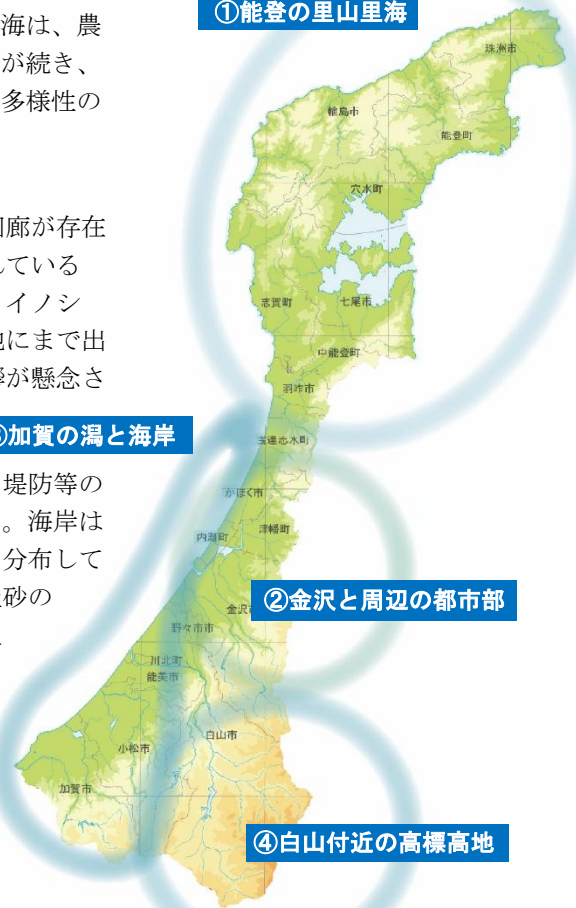 ①能登の里山里海
海は、農
が続き、
多様性の
回廊が存在
れている
イノシ
地にまで出
響が懸念さ
加賀の潟と海岸
堤防等の
。海岸は
分布して
砂の
珠洲市
輪島市
能登町
穴水町
志賀町
七尾市
中能登町
羽咋市
宝達志水町
かほく市
津幡町
内灘町
②金沢と周辺の都市部
金沢
野々市市
川北町
能美市
白山市
小松市
加賀市
④白山付近の高標高地